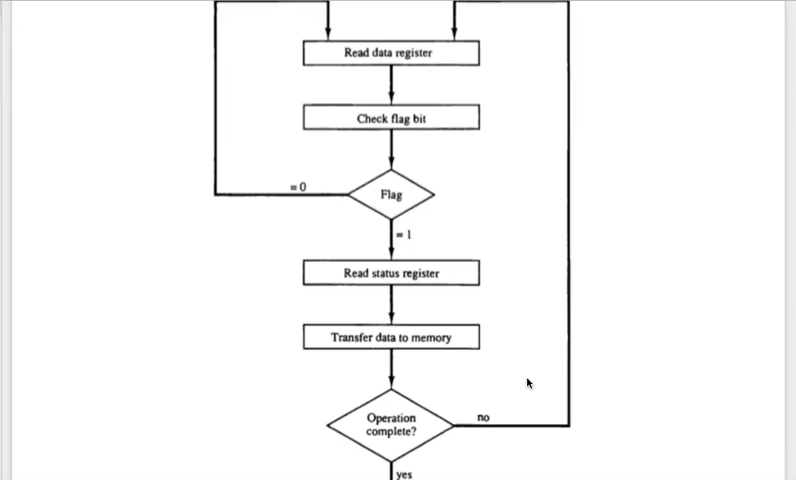 Read data register
Check flag bit
= 0
Flag
= 1
Read status register
Transfer data to memory
Operation
complete?
no
yes